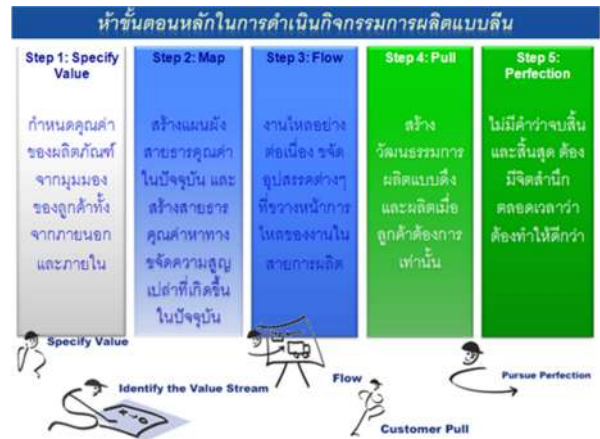 ห้าขั้นตอนหลักในการดำเนินกิจกรรมการผลิตแบบลีน
Step 1: Specify
Value
กำหนดคุณค่า
ของผลิตภัณฑ์
จากมุมมอง
ของลูกค้าทั้ง
จากภายนอก
และภายใน
Step 2: Map
สร้างแผนผัง
สายธารคุณค่า
ในปัจจุบัน และ
สร้างสายธาร
คุณค่าหาทาง
ขจัดความสูญ
เปล่าที่เกิดขึ้น
ในปัจจุบัน
Step 3: Flow
งานไหลอย่าง
ต่อเนื่อง ขจัด
อุปสรรคต่างๆ
ที่ขวางหน้าการ
ไหลของงานใน
สายการผลิต
Step 4: Pull
สร้าง
วัฒนธรรมการ
ผลิตแบบดึง
และผลิตเมื่อ
ลูกค้าต้องการ
เท่านั้น
Step 5:
Perfection
ไม่มีคำว่าจบสิ้น
และสิ้นสุด ต้อง
มีจิตสำนึก
ตลอดเวลาว่า
ต้องทำให้ดีกว่า
Specify Value
Identify the Value Stream
Flow
Customer Pull
Pursue Perfection